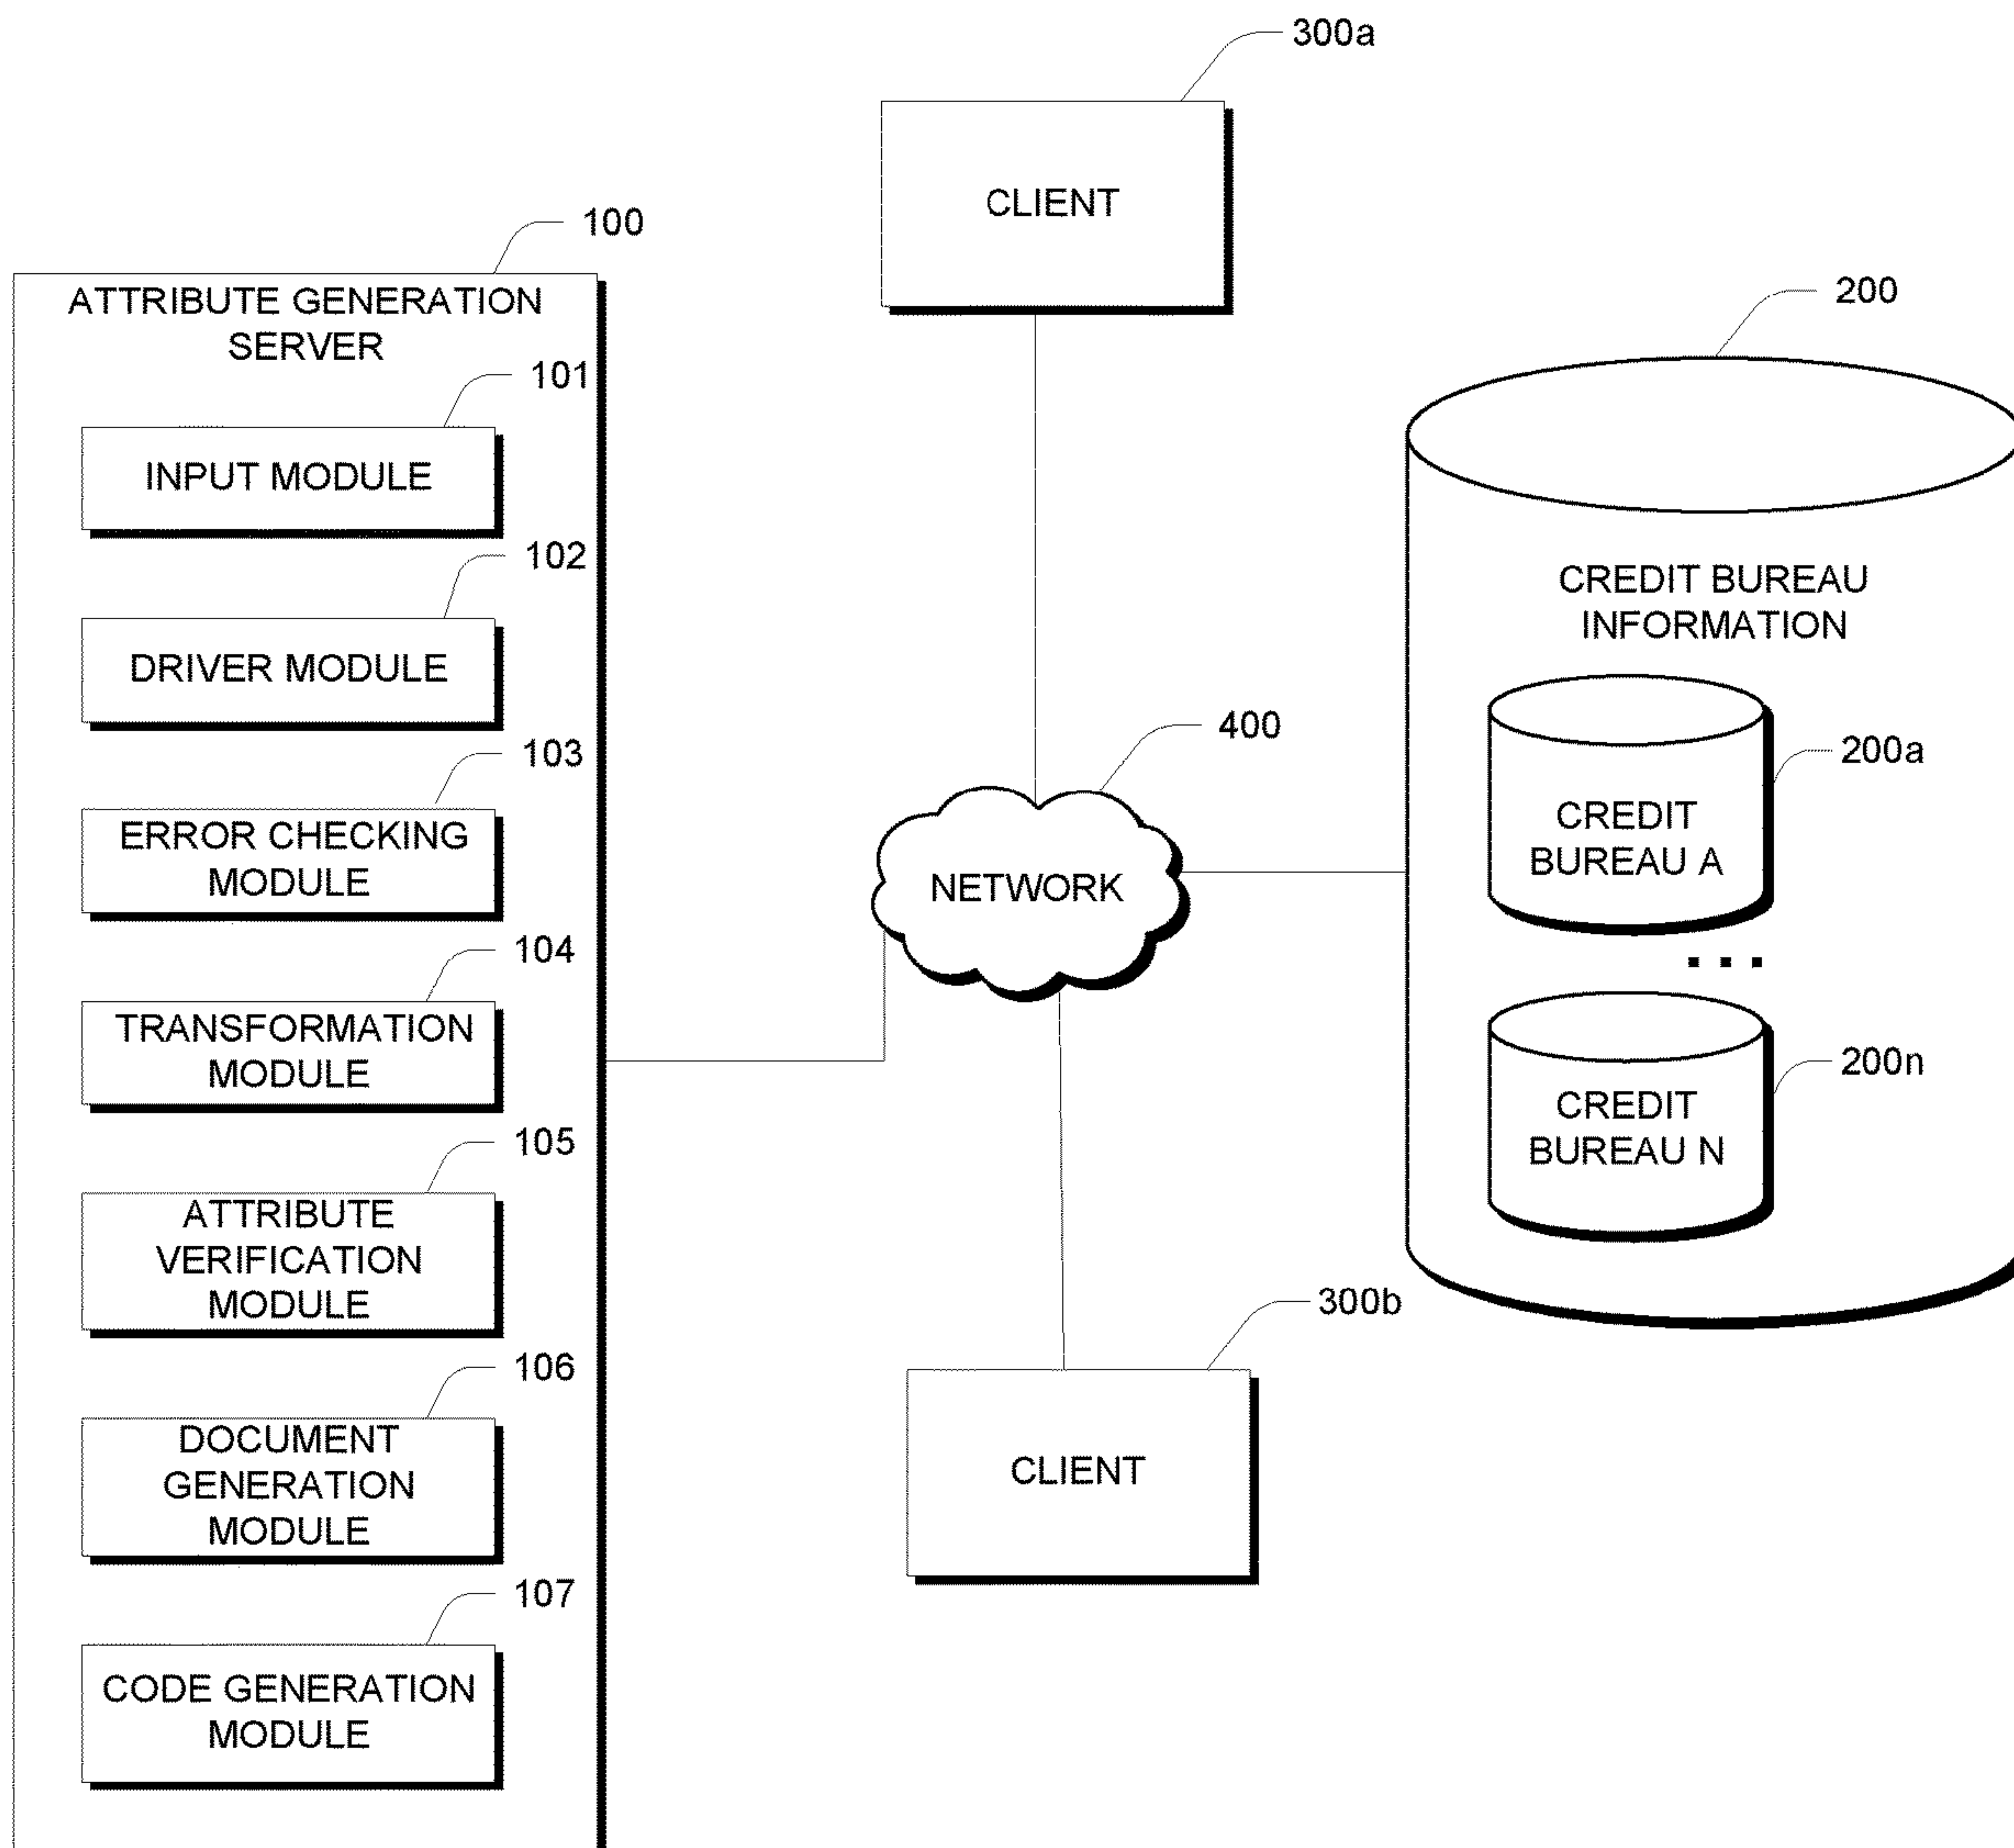 300a
CLIENT
100
ATTRIBUTE GENERATION
SERVER
101
INPUT MODULE
102
DRIVER MODULE
103
ERROR CHECKING
MODULE
104
TRANSFORMATION
MODULE
105
ATTRIBUTE
VERIFICATION
MODULE
106
DOCUMENT
GENERATION
MODULE
107
CODE GENERATION
MODULE
400
NETWORK
300b
CLIENT
200
CREDIT BUREAU
INFORMATION
200a
CREDIT
BUREAU A
...
200n
CREDIT
BUREAU N